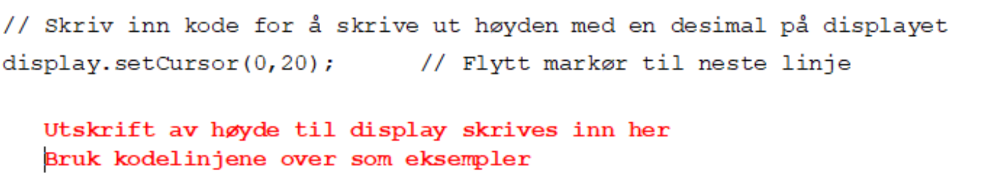 // Skriv inn kode for å skrive ut høyden med en desimal på displayet
display.setCursor(0,20);      // Flytt markør til neste linje
Utskrift av høyde til display skrives inn her
Bruk kodelinjene over som eksempler